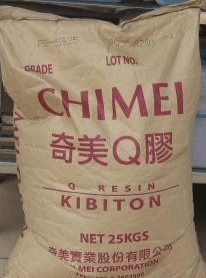 GRADE LOT NO.
CHIMEI
奇美Q膠
Q RESIN
KIBITON
NET 25KGS
奇美實業股份有限公司
CHI MEI CORPORATION